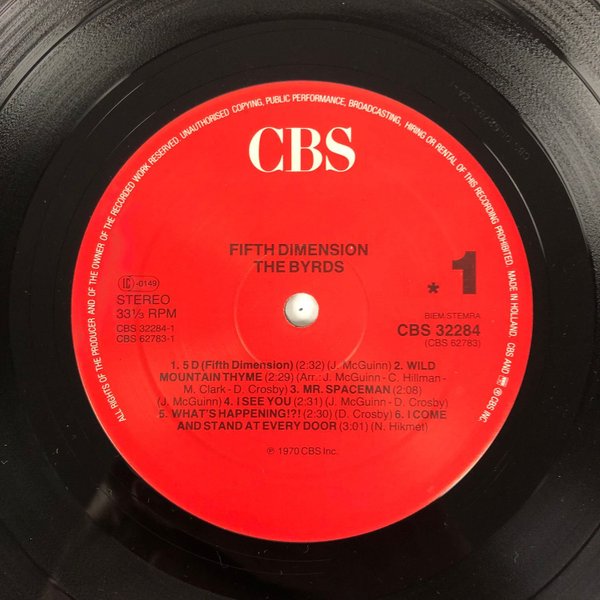 ALL RIGHTS OF THE PRODUCER AND OF THE OWNER OF THE RECORDED WORK RESERVED. UNAUTHORISED COPYING, PUBLIC PERFORMANCE, BROADCASTING, HIRING OR RENTAL OF THIS RECORDING PROHIBITED. MADE IN HOLLAND. CBS AND ARE ® CBS INC.
CBS
FIFTH DIMENSION
THE BYRDS
LC -0149
STEREO
33⅓ RPM
CBS 32284-1
CBS 62783-1
* 1
BIEM/STEMRA
CBS 32284
(CBS 62783)
1. 5 D (Fifth Dimension) (2:32) (J. McGuinn) 2. WILD
MOUNTAIN THYME (2:29) (Arr.: J. McGuinn - C. Hillman -
M. Clark - D. Crosby) 3. MR. SPACEMAN (2:08)
(J. McGuinn) 4. I SEE YOU (2:31) (J. McGuinn - D. Crosby)
5. WHAT'S HAPPENING!?! (2:30) (D. Crosby) 6. I COME
AND STAND AT EVERY DOOR (3:01) (N. Hikmet)
℗ 1970 CBS Inc.